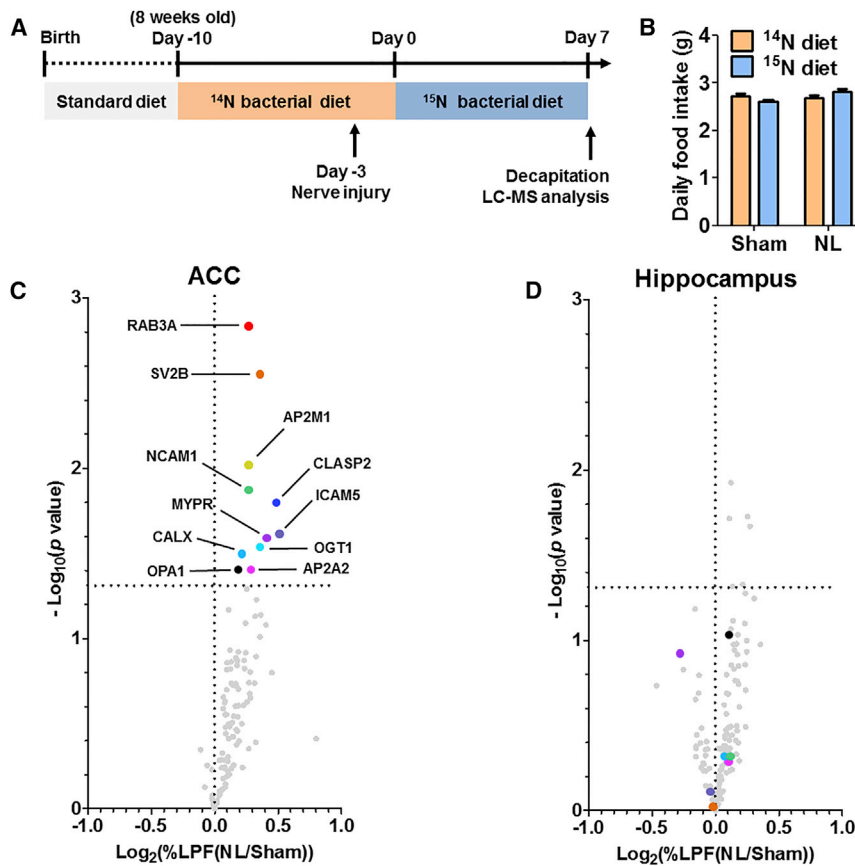 A
(8 weeks old)
Birth Day -10 Day 0 Day 7
Standard diet ¹⁴N bacterial diet ¹⁵N bacterial diet
Day -3
Nerve injury
Decapitation
LC-MS analysis
B
Daily food intake (g)
4
3
2
1
0
¹⁴N diet
¹⁵N diet
Sham NL
C
ACC
- Log₁₀(p value)
3
2
1
0
RAB3A
SV2B
AP2M1
NCAM1
CLASP2
MYPR
ICAM5
CALX
OGT1
OPA1
AP2A2
-1.0 -0.5 0.0 0.5 1.0
Log₂(%LPF(NL/Sham))
D
Hippocampus
- Log₁₀(p value)
3
2
1
0
-1.0 -0.5 0.0 0.5 1.0
Log₂(%LPF(NL/Sham))